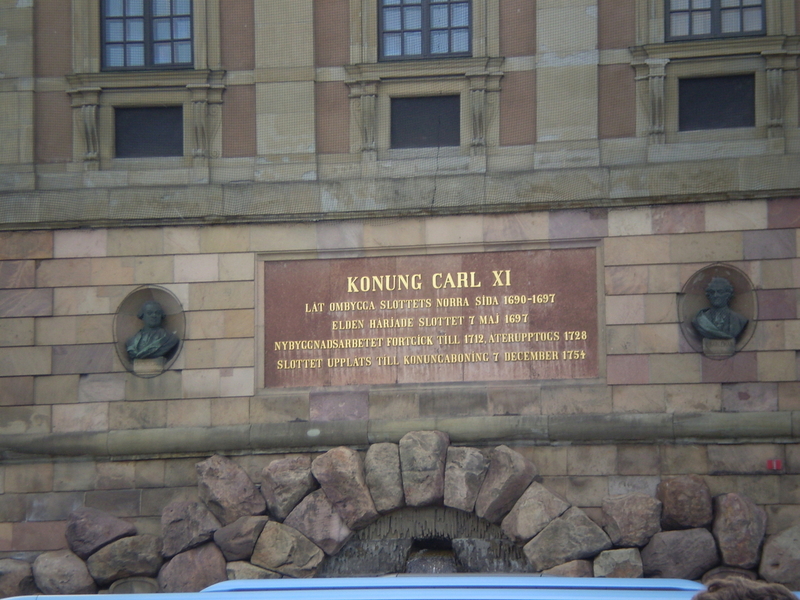 KONUNG CARL XI
LÄT OMBYGGA SLOTTETS NORRA SIDA 1690-1697
ELDEN HÄRJADE SLOTTET 7 MAJ 1697
NYBYGGNADSARBETET FORTGICK TILL 1712, ÅTERUPPTOGS 1728
SLOTTET UPPLÄTS TILL KONUNGABONING 7 DECEMBER 1754